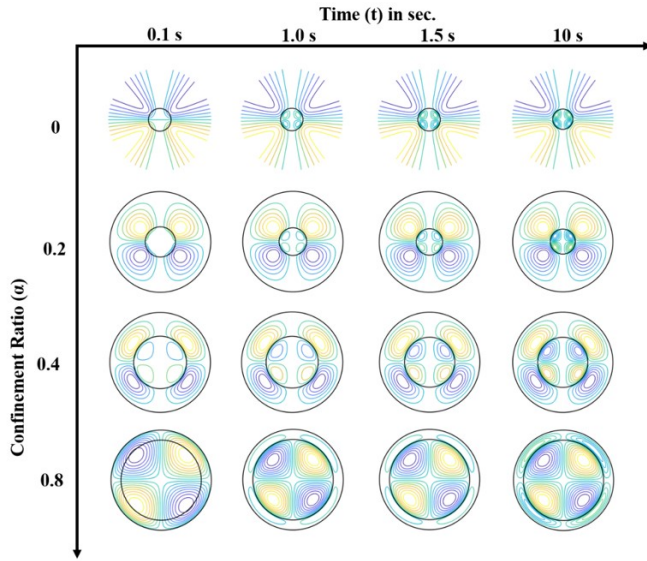 Time (t) in sec.
0.1 s 1.0 s 1.5 s 10 s
0
0.2
0.4
0.8
Confinement Ratio (α)